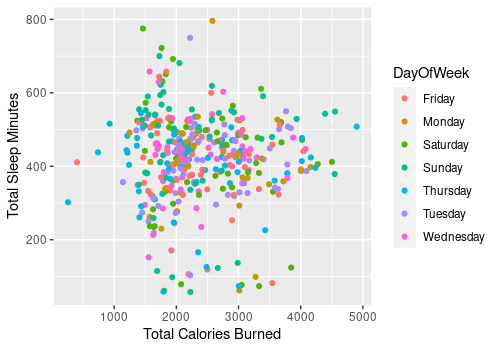 800
600
400
200
Total Sleep Minutes
1000 2000 3000 4000 5000
Total Calories Burned
DayOfWeek
Friday
Monday
Saturday
Sunday
Thursday
Tuesday
Wednesday